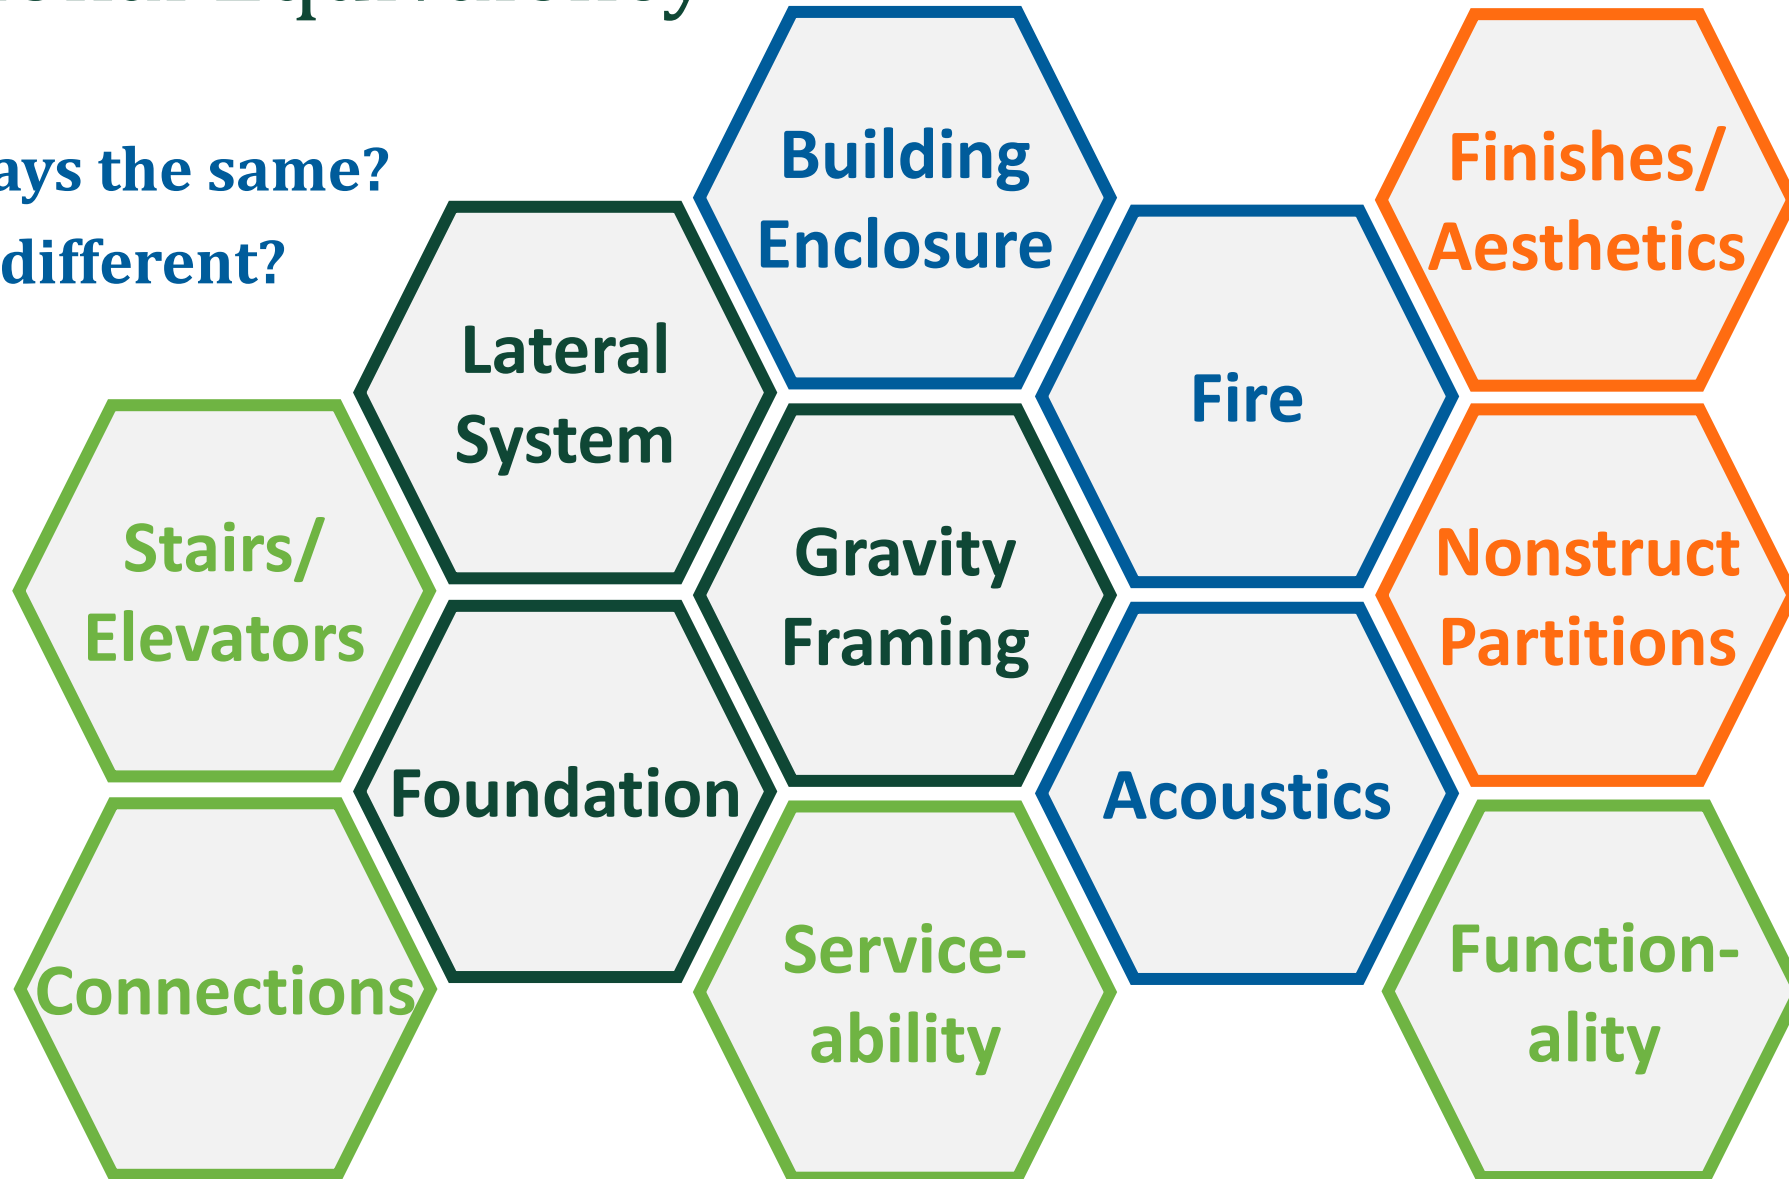 Equivalency
the same?
different?
Building
Enclosure
Finishes/
Aesthetics
Lateral
System
Fire
Stairs/
Elevators
Gravity
Framing
Nonstruct
Partitions
Foundation
Acoustics
Connections
Service-
ability
Function-
ality